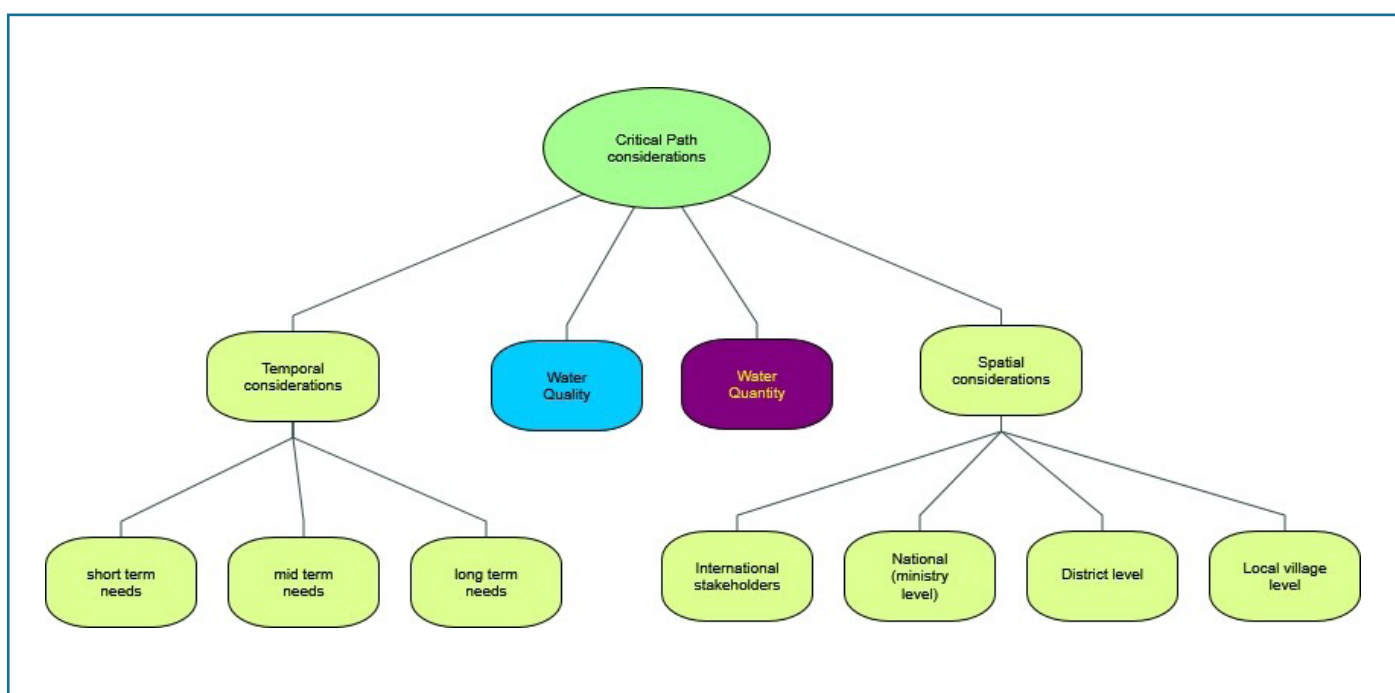 Critical Path
considerations
Temporal
considerations
Water
Quality
Water
Quantity
Spatial
considerations
short term
needs
mid term
needs
long term
needs
International
stakeholders
National
(ministry
level)
District level
Local village
level